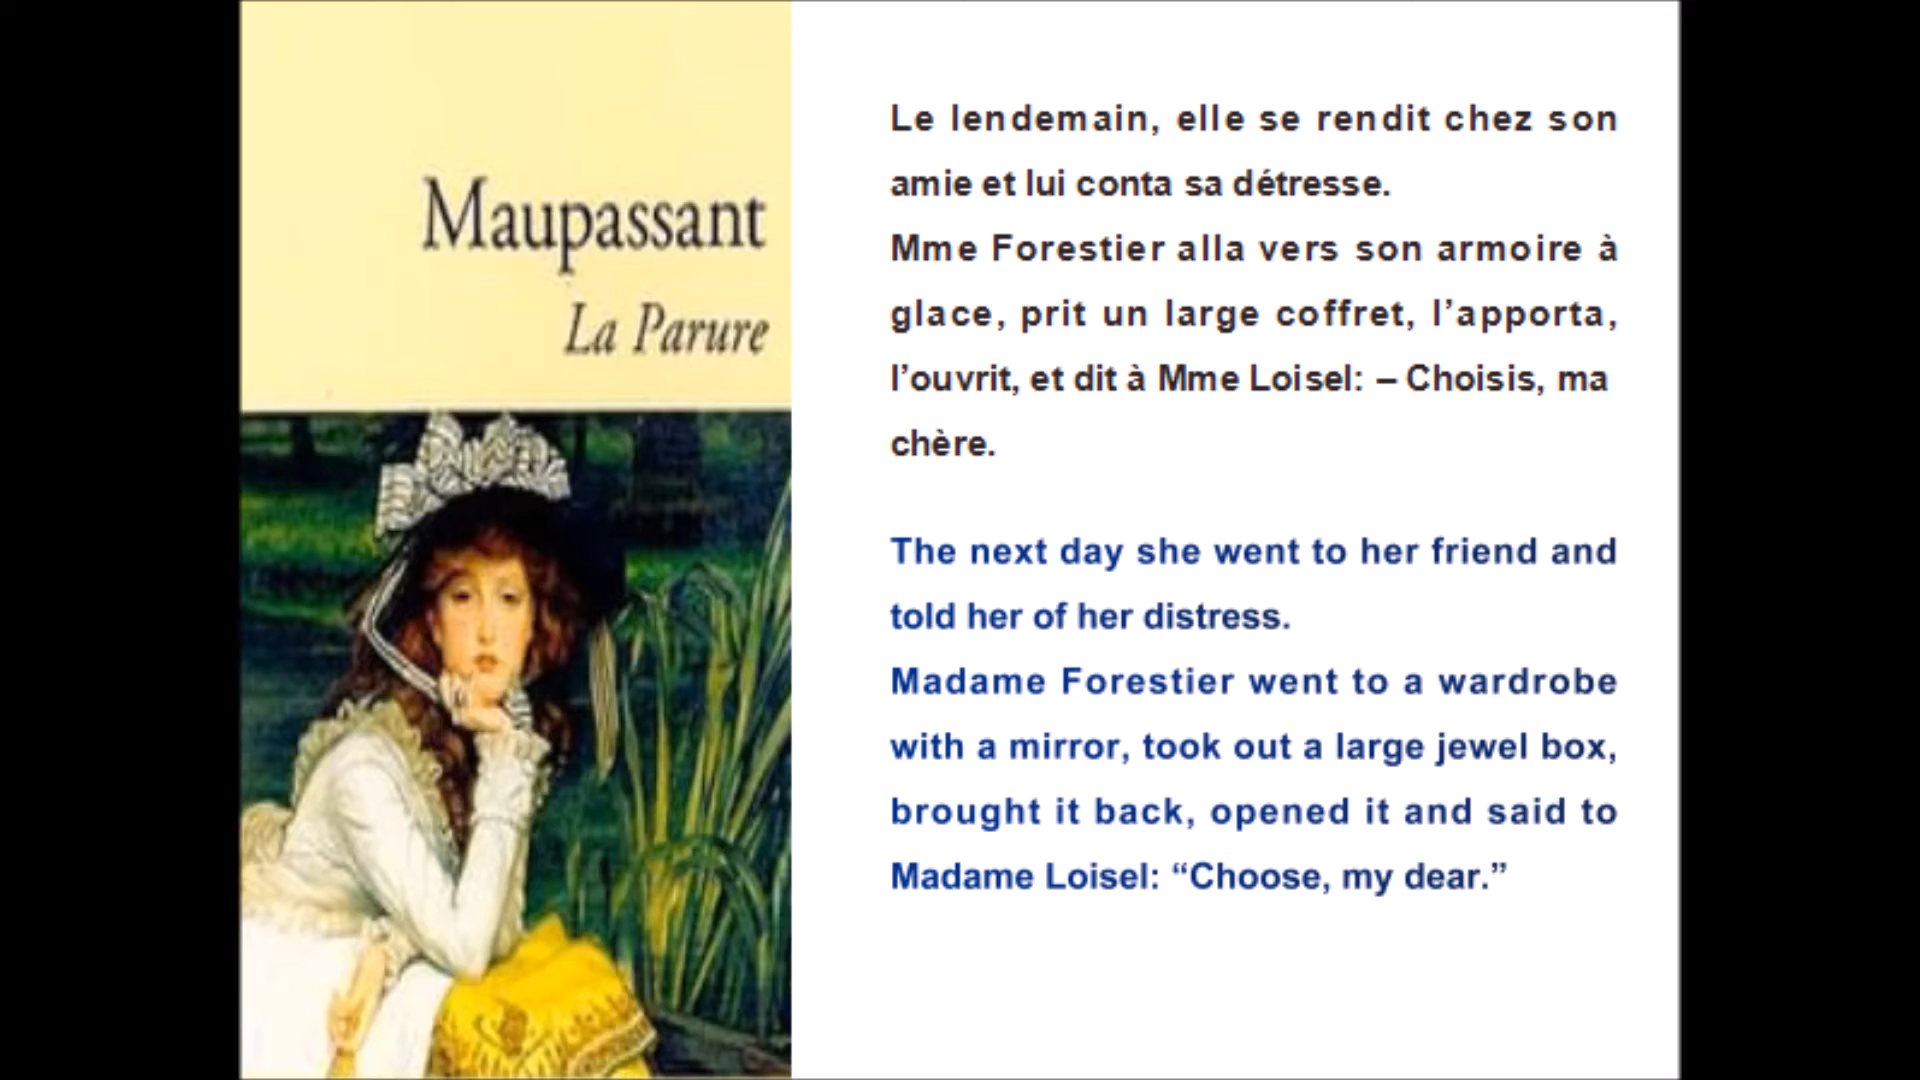 Maupassant
La Parure
Le lendemain, elle se rendit chez son
amie et lui conta sa détresse.
Mme Forestier alla vers son armoire à
glace, prit un large coffret, l’apporta,
l’ouvrit, et dit à Mme Loisel: – Choisis, ma
chère.
The next day she went to her friend and
told her of her distress.
Madame Forestier went to a wardrobe
with a mirror, took out a large jewel box,
brought it back, opened it and said to
Madame Loisel: “Choose, my dear.”